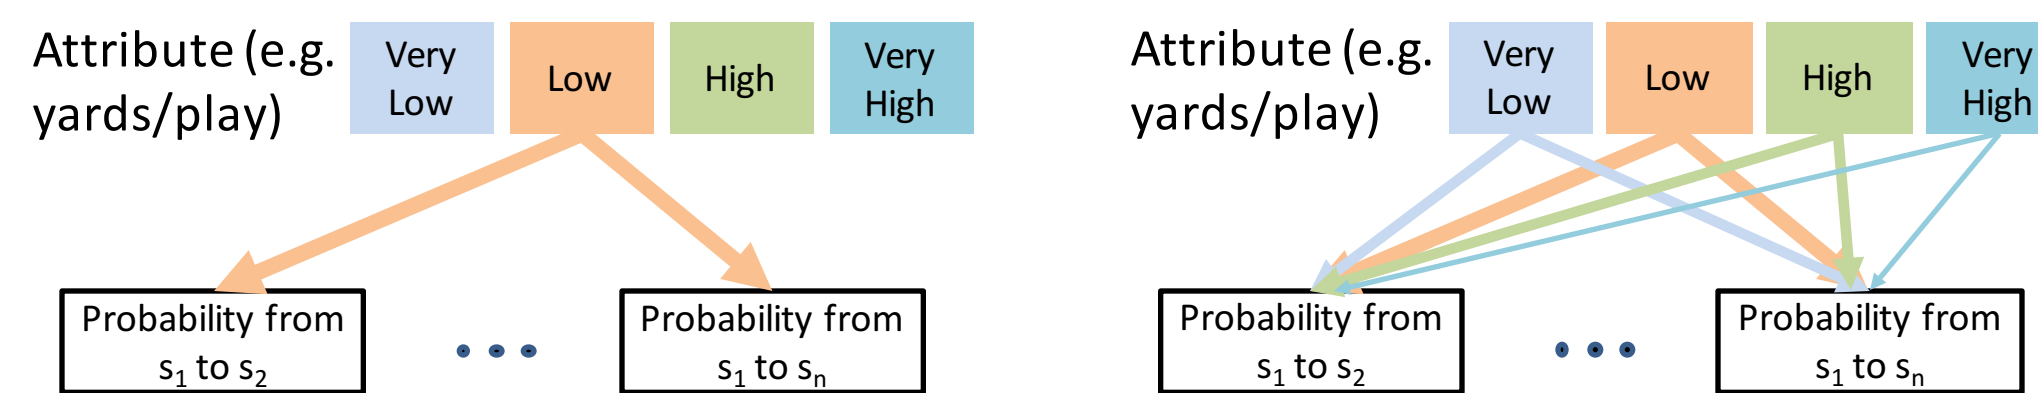 Attribute (e.g.
yards/play)
Very
Low
Low
High
Very
High
Probability from
s₁ to s₂
Probability from
s₁ to sₙ
Attribute (e.g.
yards/play)
Very
Low
Low
High
Very
High
Probability from
s₁ to s₂
Probability from
s₁ to sₙ